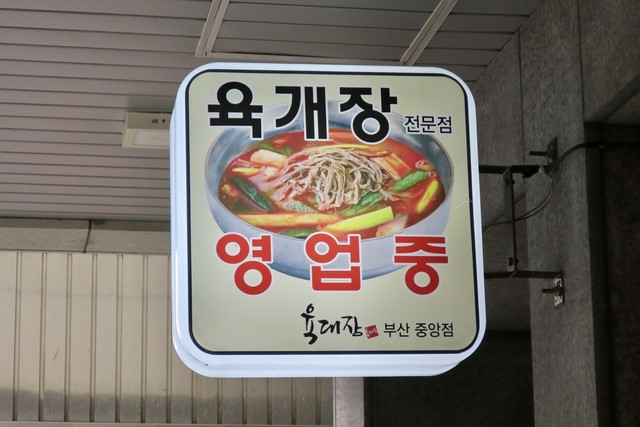 육개장 전문점
영업중
육대장 부산 중앙점